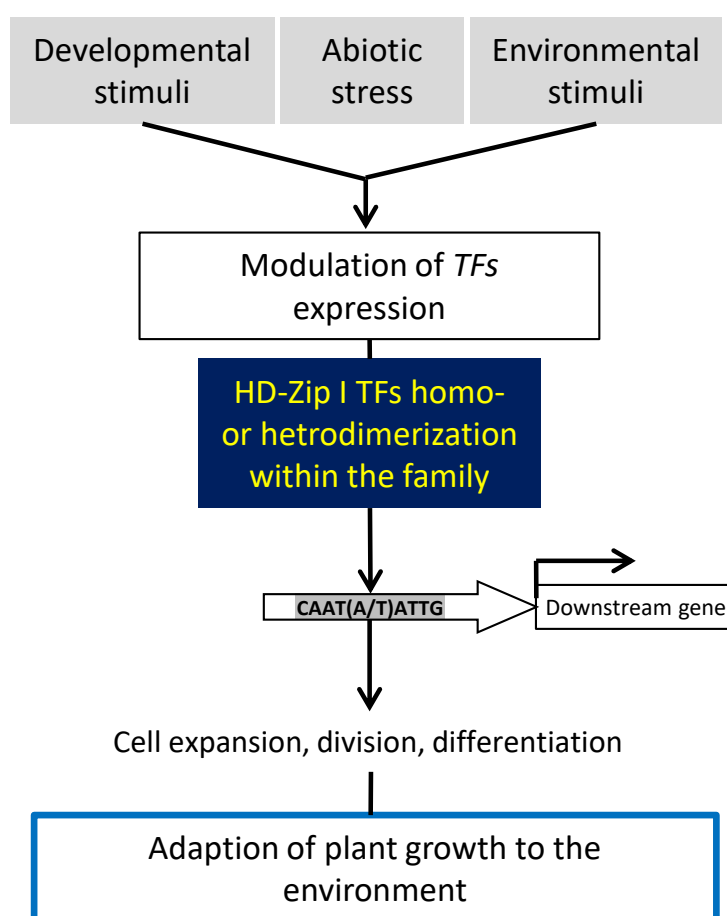 Developmental
stimuli
Abiotic
stress
Environmental
stimuli
Modulation of TFs
expression
HD-Zip I TFs homo-
or hetrodimerization
within the family
CAAT(A/T)ATTG
Downstream gene
Cell expansion, division, differentiation
Adaption of plant growth to the
environment